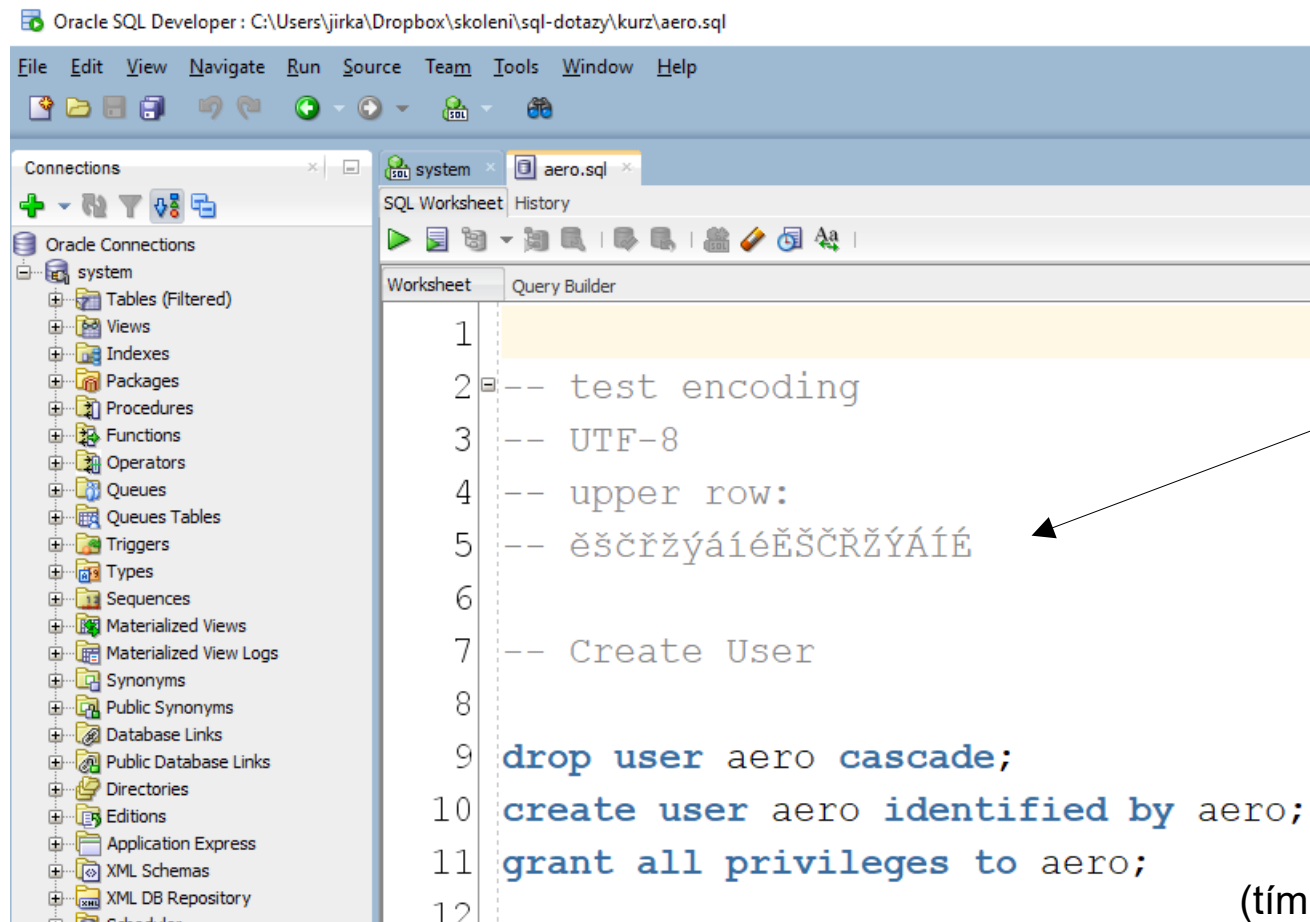 Oracle SQL Developer : C:\Users\jirka\Dropbox\skoleni\sql-dotazy\kurz\aero.sql
File Edit View Navigate Run Source Team Tools Window Help
Connections
system
aero.sql
SQL Worksheet History
Oracle Connections
system
Worksheet Query Builder
Tables (Filtered)
Views
Indexes
Packages
Procedures
Functions
Operators
Queues
Queues Tables
Triggers
Types
Sequences
Materialized Views
Materialized View Logs
Synonyms
Public Synonyms
Database Links
Public Database Links
Directories
Editions
Application Express
XML Schemas
XML DB Repository
1
2 -- test encoding
3 -- UTF-8
4 -- upper row:
5 -- ěščřžýáíéĚŠČŘŽÝÁÍÉ
6
7 -- Create User
8
9 drop user aero cascade;
10 create user aero identified by aero;
11 grant all privileges to aero;
12
(tím